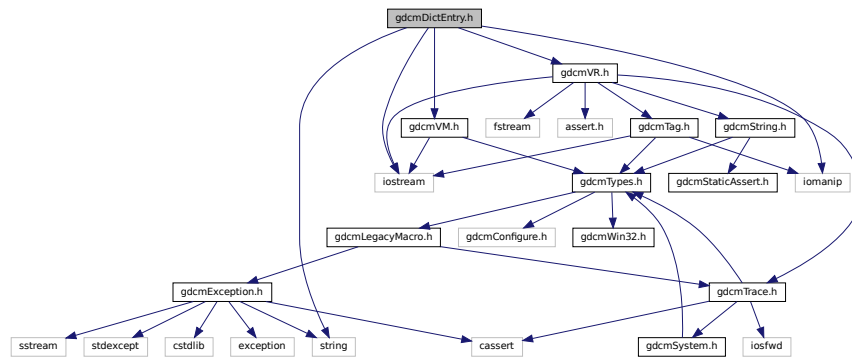 gdcmDictEntry.h
gdcmVR.h
gdcmVM.h
fstream
assert.h
gdcmTag.h
gdcmString.h
iostream
gdcmTypes.h
gdcmStaticAssert.h
iomanip
gdcmLegacyMacro.h
gdcmConfigure.h
gdcmWin32.h
gdcmException.h
gdcmTrace.h
sstream
stdexcept
cstdlib
exception
string
cassert
gdcmSystem.h
iosfwd